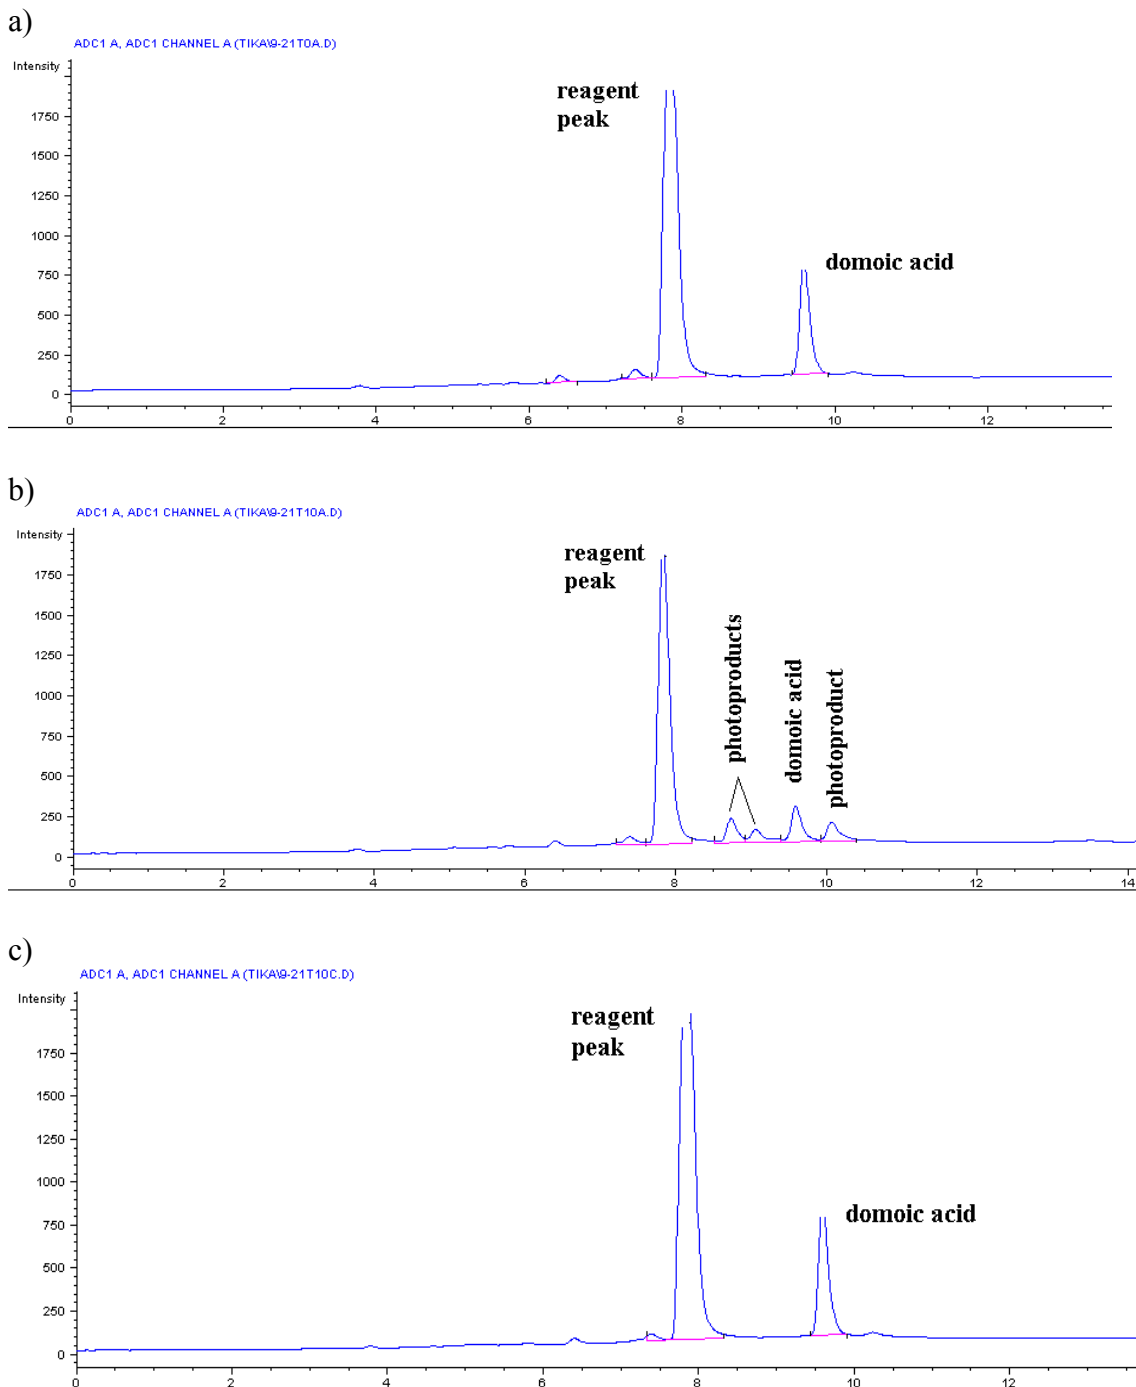 a)
ADC1 A, ADC1 CHANNEL A (TIKA\9-21T0A.D)
Intensity
reagent
peak
domoic acid
1750
1500
1250
1000
750
500
250
0
0 4 6 8 10 12
b)
ADC1 A, ADC1 CHANNEL A (TIKA\9-21T10A.D)
Intensity
reagent
peak
photoproducts
domoic acid
photoproduct
1750
1500
1250
1000
750
500
250
0
0 4 6 8 10 12 14
c)
ADC1 A, ADC1 CHANNEL A (TIKA\9-21T10C.D)
Intensity
reagent
peak
domoic acid
1750
1500
1250
1000
750
500
250
0
0 2 4 6 8 10 12